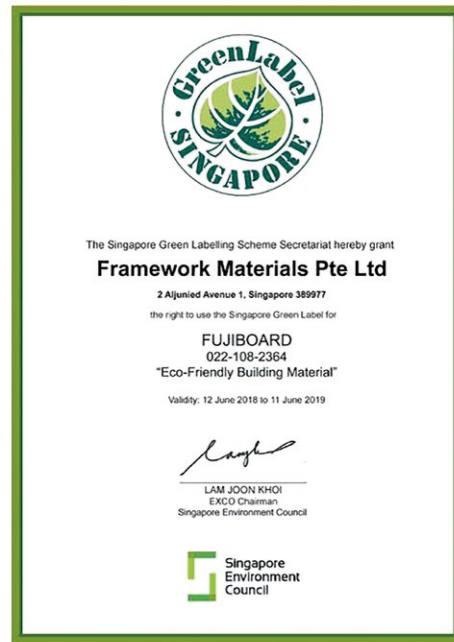 GreenLabel
SINGAPORE
The Singapore Green Labelling Scheme Secretariat hereby grant
Framework Materials Pte Ltd
2 Aljunied Avenue 1, Singapore 389977
the right to use the Singapore Green Label for
FUJIBOARD
022-108-2364
“Eco-Friendly Building Material”
Validity: 12 June 2018 to 11 June 2019
LAM JOON KHOI
EXCO Chairman
Singapore Environment Council
Singapore
Environment
Council